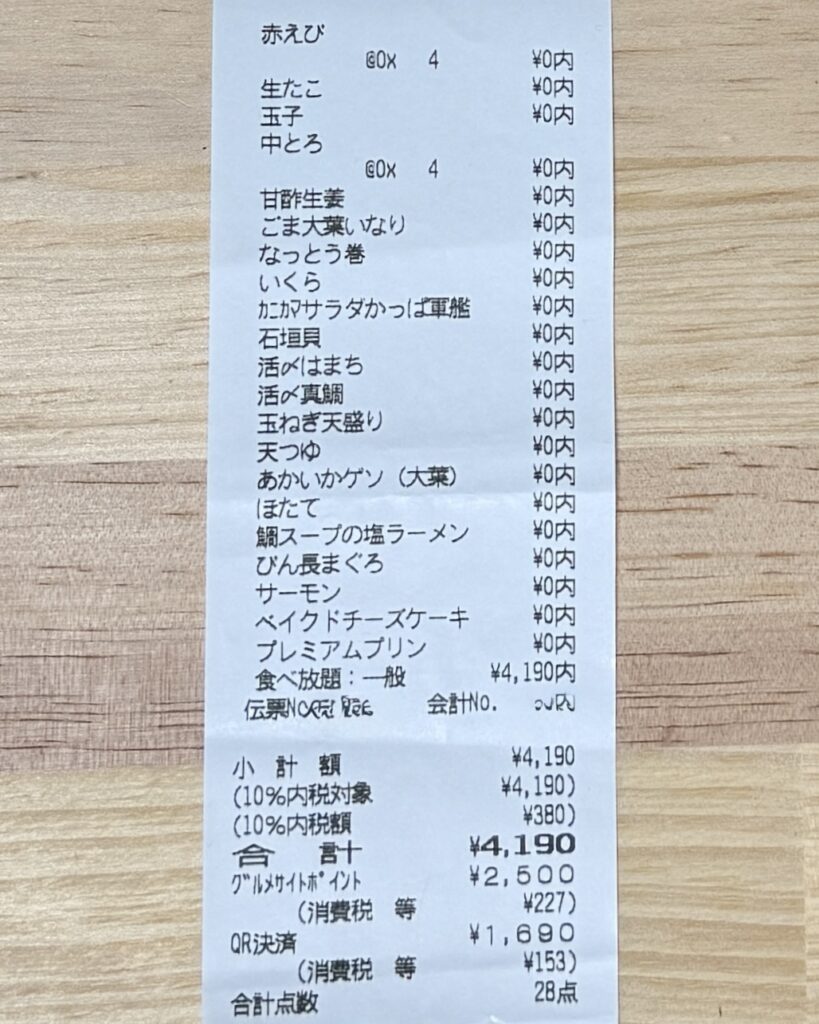 赤えび
@0x 4 ¥0内
生たこ ¥0内
玉子 ¥0内
中とろ
@0x 4 ¥0内
甘酢生姜 ¥0内
ごま大葉いなり ¥0内
なっとう巻 ¥0内
いくら ¥0内
ｶﾆｶﾏサラダかっぱ軍艦 ¥0内
石垣貝 ¥0内
活〆はまち ¥0内
活〆真鯛 ¥0内
玉ねぎ天盛り ¥0内
天つゆ ¥0内
あかいかゲソ（大葉） ¥0内
ほたて ¥0内
鯛スープの塩ラーメン ¥0内
びん長まぐろ ¥0内
サーモン ¥0内
ベイクドチーズケーキ ¥0内
プレミアムプリン ¥0内
食べ放題：一般 ¥4,190内
伝票No. 会計No.
小計額 ¥4,190
(10%内税対象 ¥4,190)
(10%内税額 ¥380)
合計 ¥4,190
ｸﾞﾙﾒｻｲﾄﾎﾟｲﾝﾄ ¥2,500
(消費税 等 ¥227)
QR決済 ¥1,690
(消費税 等 ¥153)
合計点数 28点